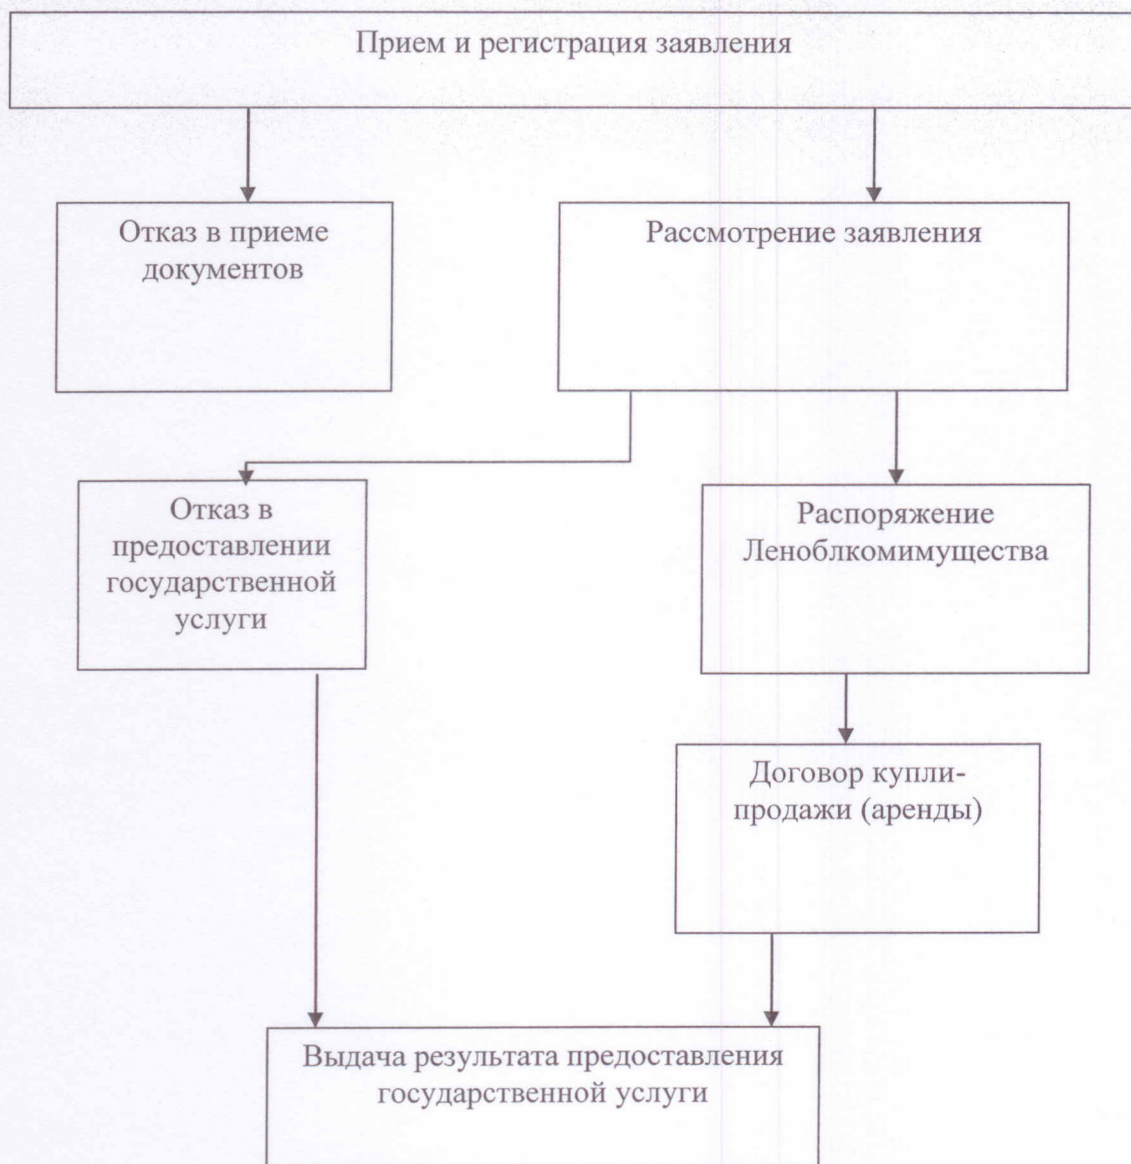 Прием и регистрация заявления
Отказ в приеме
документов
Рассмотрение заявления
Отказ в
предоставлении
государственной
услуги
Распоряжение
Леноблкомимущества
Договор купли-
продажи (аренды)
Выдача результата предоставления
государственной услуги